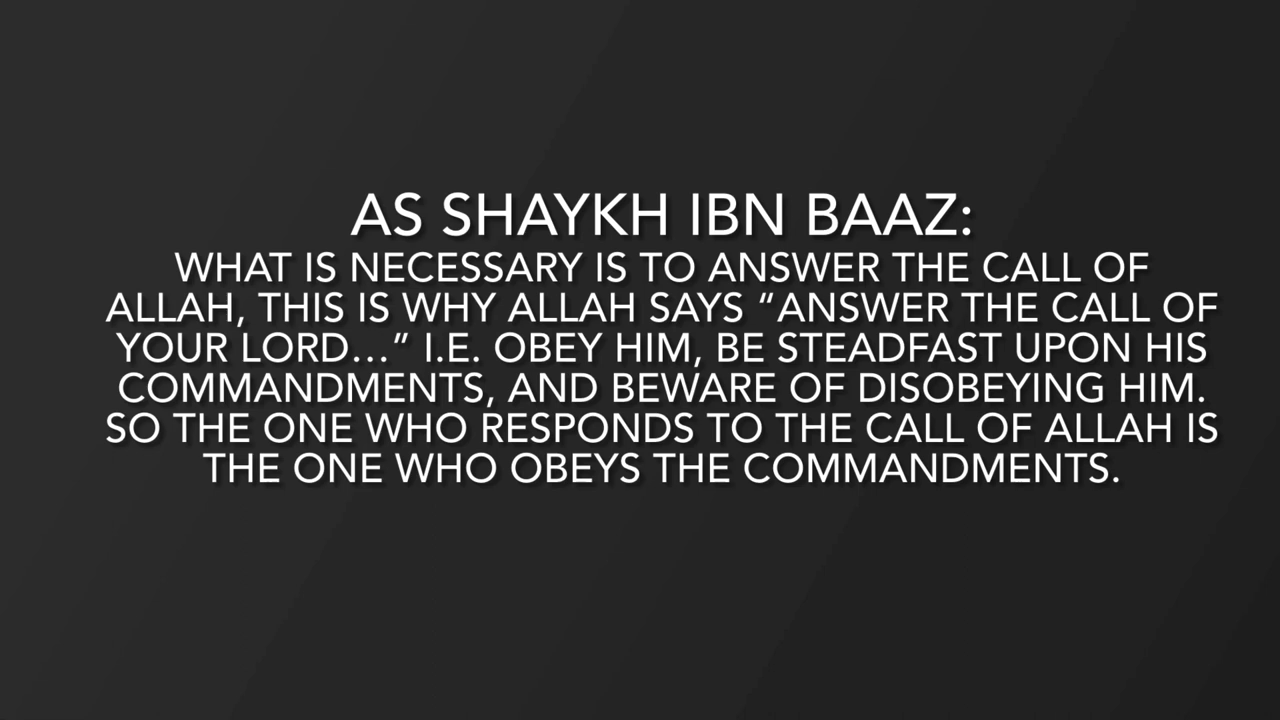 AS SHAYKH IBN BAAZ:
WHAT IS NECESSARY IS TO ANSWER THE CALL OF
ALLAH, THIS IS WHY ALLAH SAYS “ANSWER THE CALL OF
YOUR LORD...” I.E. OBEY HIM, BE STEADFAST UPON HIS
COMMANDMENTS, AND BEWARE OF DISOBEYING HIM.
SO THE ONE WHO RESPONDS TO THE CALL OF ALLAH IS
THE ONE WHO OBEYS THE COMMANDMENTS.